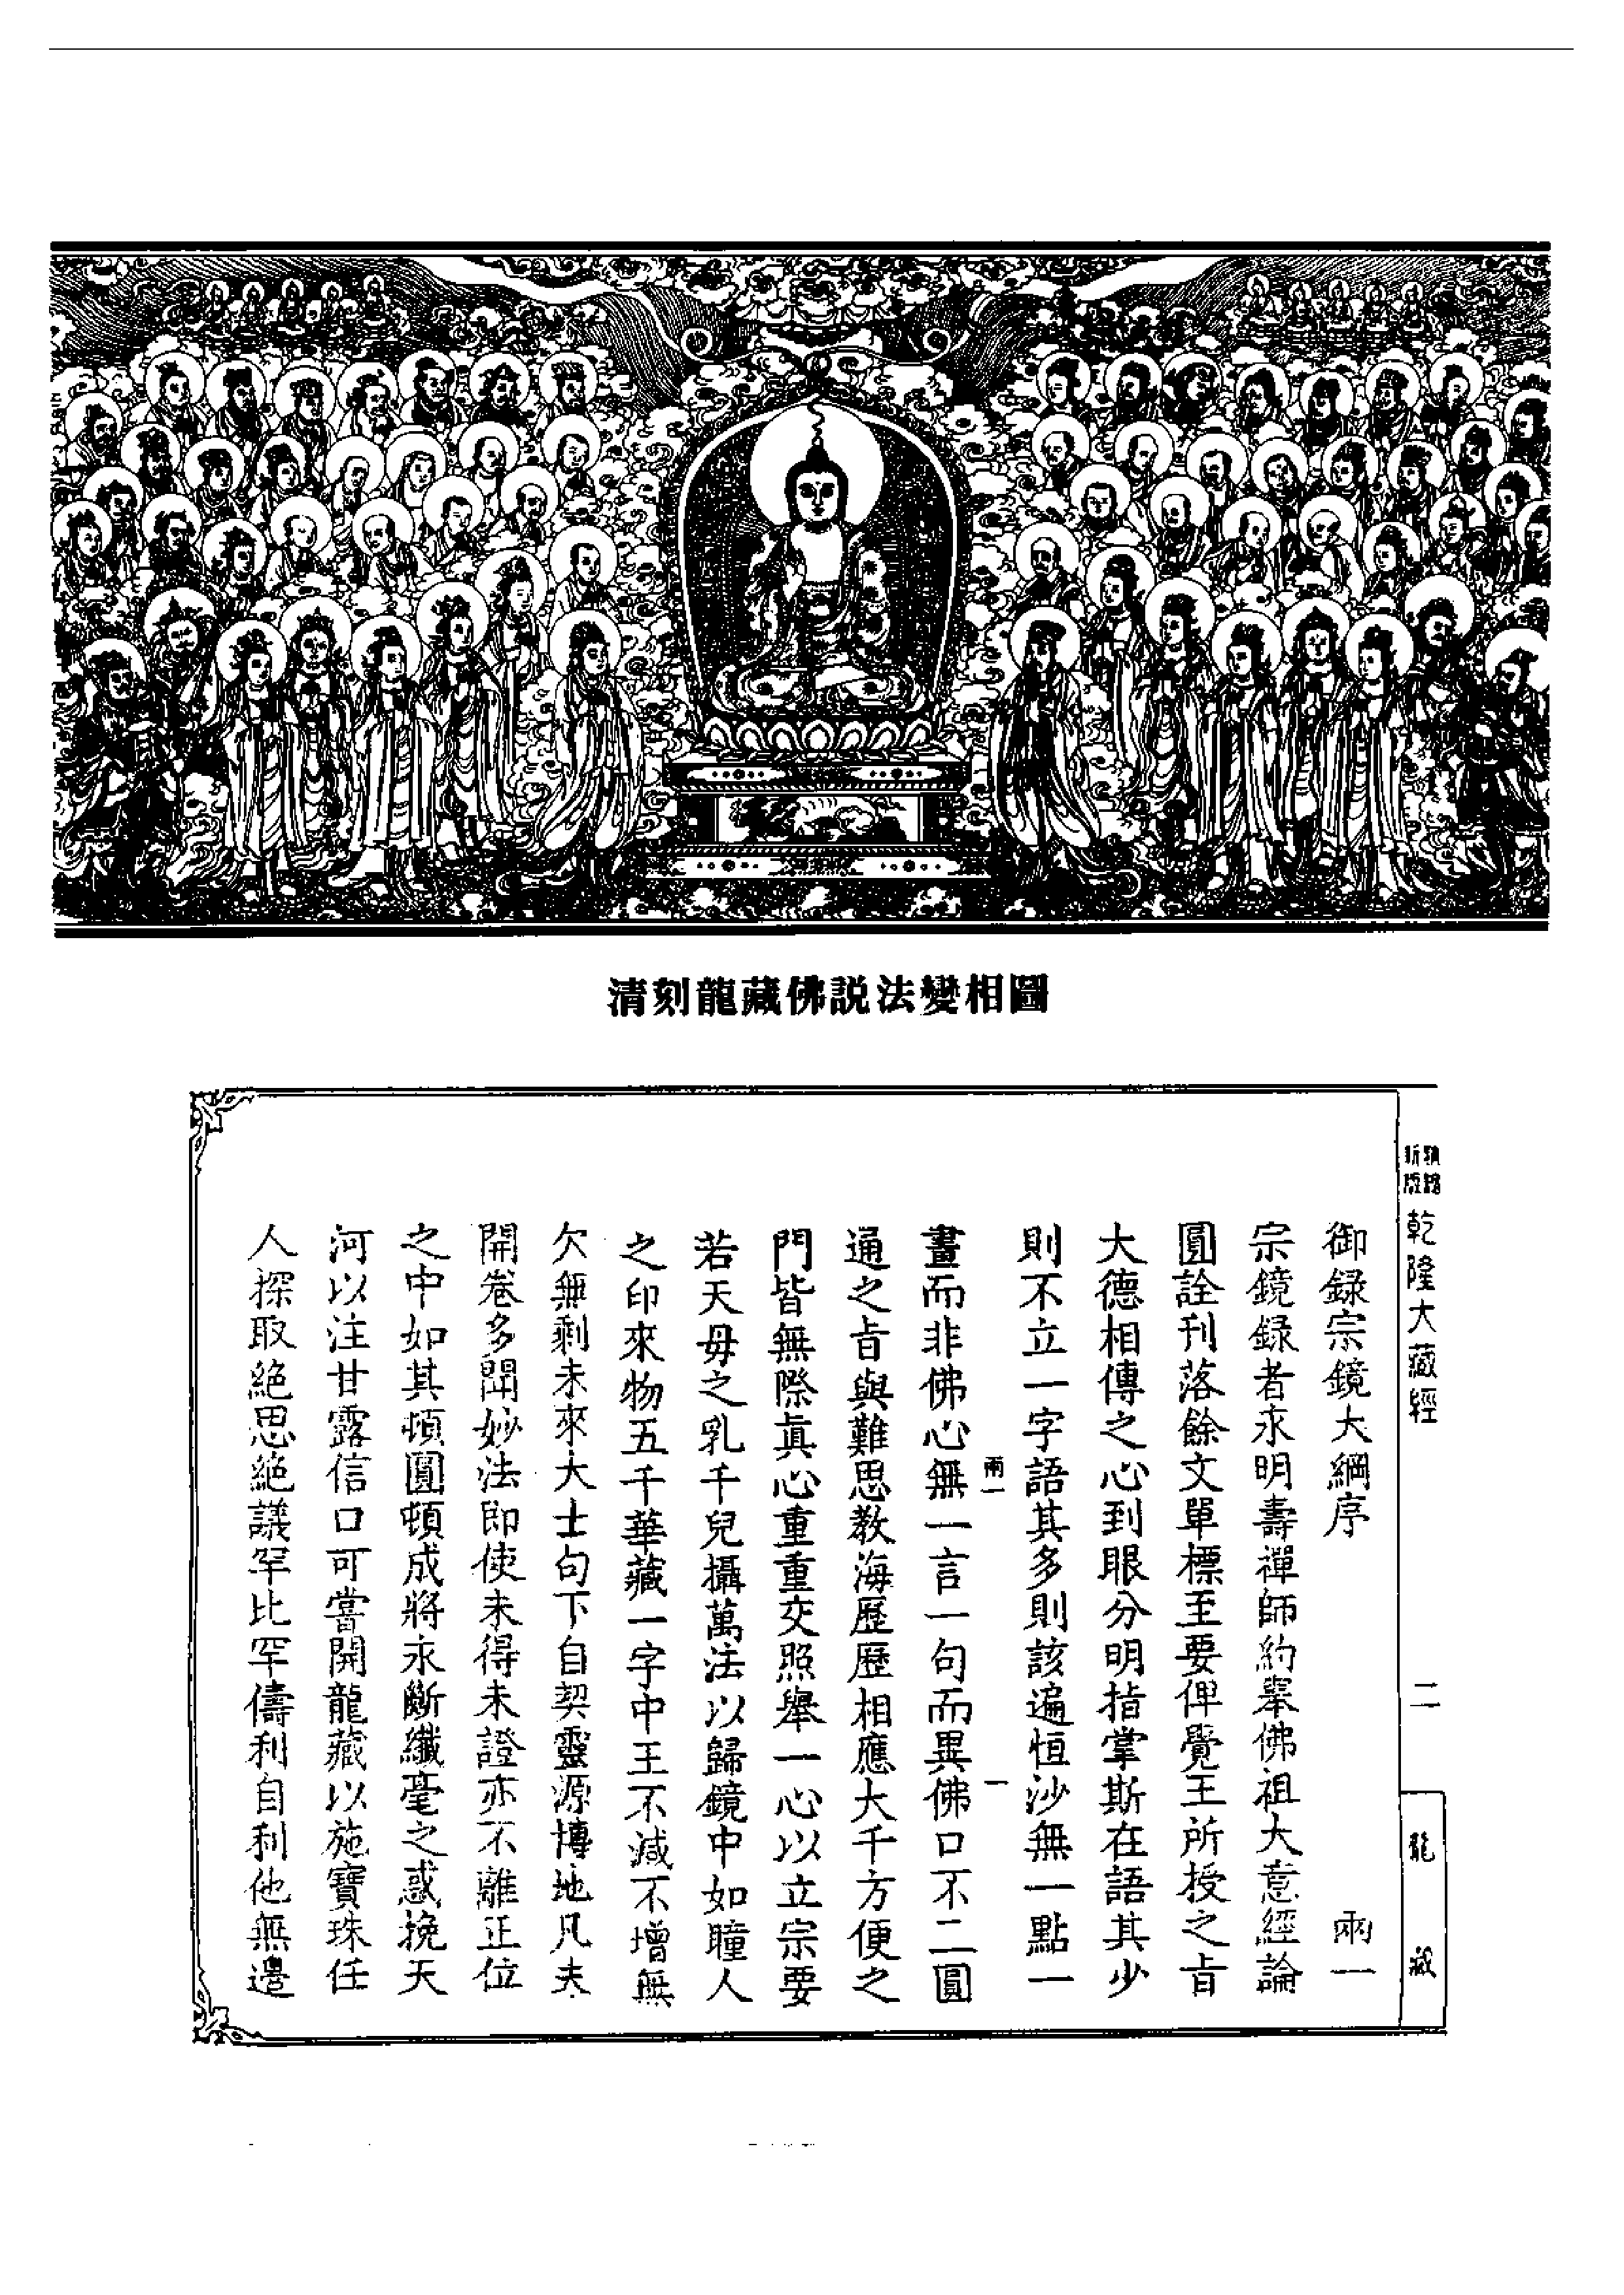 清刻龍藏佛説法變相圖
乾隆大藏經
二
龍藏
御錄宗鏡大綱序 兩一
宗鏡錄者永明壽禪師約舉佛祖大意經論
圓詮刊落餘文單標至要俾覺王所授之旨
大德相傳之心到眼分明指掌斯在語其少
則不立一字語其多則該遍恒沙無一點一
兩一 一
畫而非佛心無一言一句而異佛口不二圓
通之旨與難思教海歷歷相應大千方便之
門皆無際眞心重重交照舉一心以立宗要
若天母之乳千兒攝萬法以歸鏡中如瞳人
之印來物五千華藏一字中王不減不增無
欠無剩未來大士句下自契靈源博地凡夫
開卷多聞妙法即使未得未證亦不離正位
之中如其頓圓頓成將永斷纖毫之惑挽天
河以注甘露信口可嘗開龍藏以施寶珠任
人探取絕思絕議罕比罕儔利自利他無邊